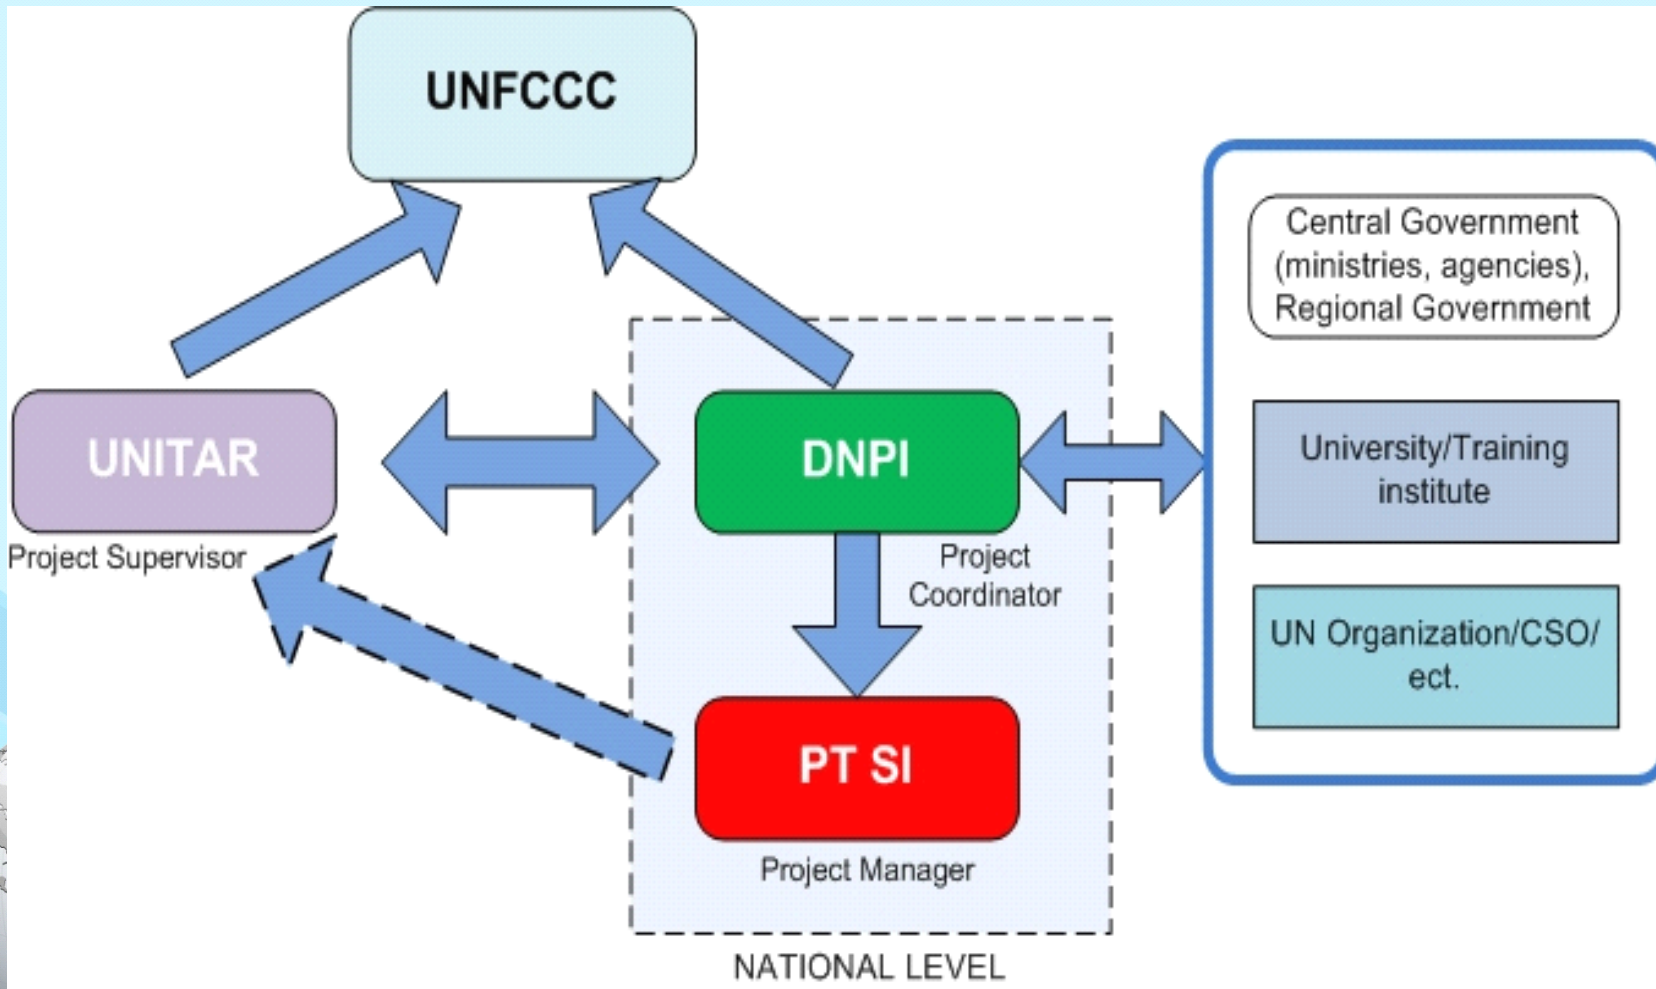 UNFCCC
Central Government
(ministries, agencies),
Regional Government
UNITAR
DNPI
University/Training
institute
Project Supervisor
Project
Coordinator
UN Organization/CSO/
ect.
PT SI
Project Manager
NATIONAL LEVEL